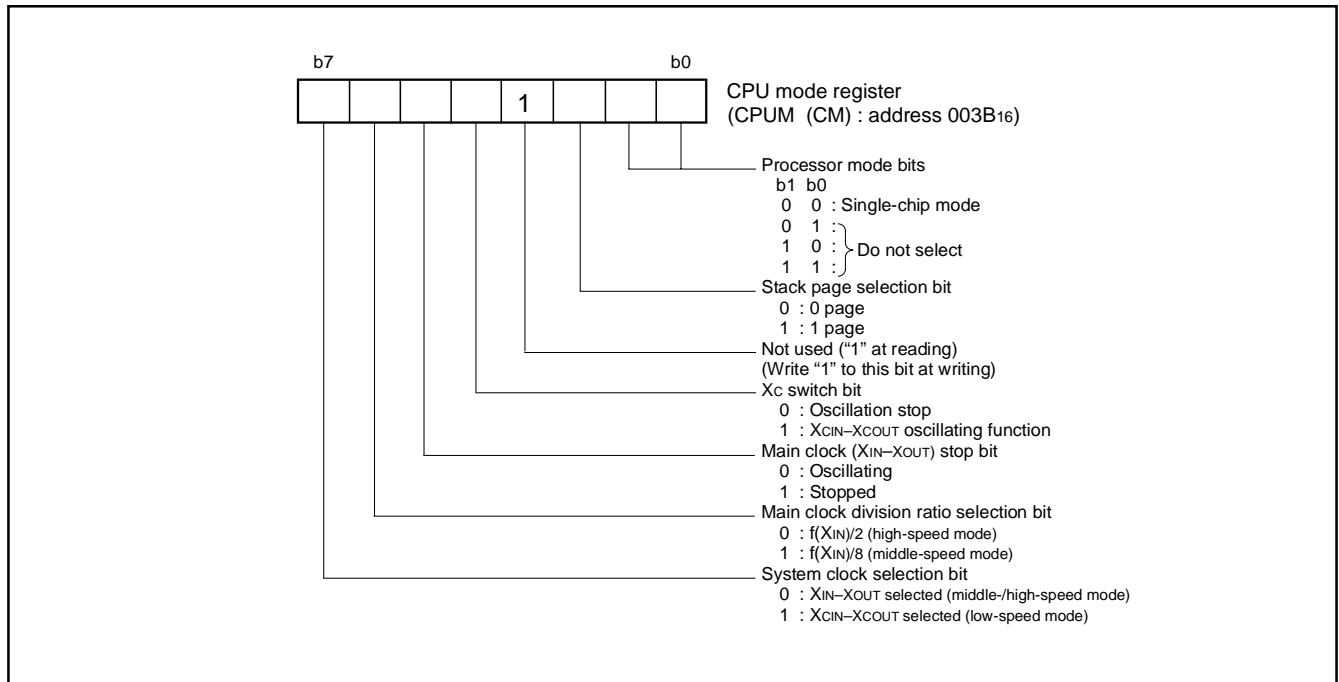 b7 b0
1
CPU mode register
(CPUM (CM) : address 003B16)
Processor mode bits
b1 b0
0 0 : Single-chip mode
0 1 :
1 0 : Do not select
1 1 :
Stack page selection bit
0 : 0 page
1 : 1 page
Not used (“1” at reading)
(Write “1” to this bit at writing)
XC switch bit
0 : Oscillation stop
1 : XCIN–XCOUT oscillating function
Main clock (XIN–XOUT) stop bit
0 : Oscillating
1 : Stopped
Main clock division ratio selection bit
0 : f(XIN)/2 (high-speed mode)
1 : f(XIN)/8 (middle-speed mode)
System clock selection bit
0 : XIN–XOUT selected (middle-/high-speed mode)
1 : XCIN–XCOUT selected (low-speed mode)